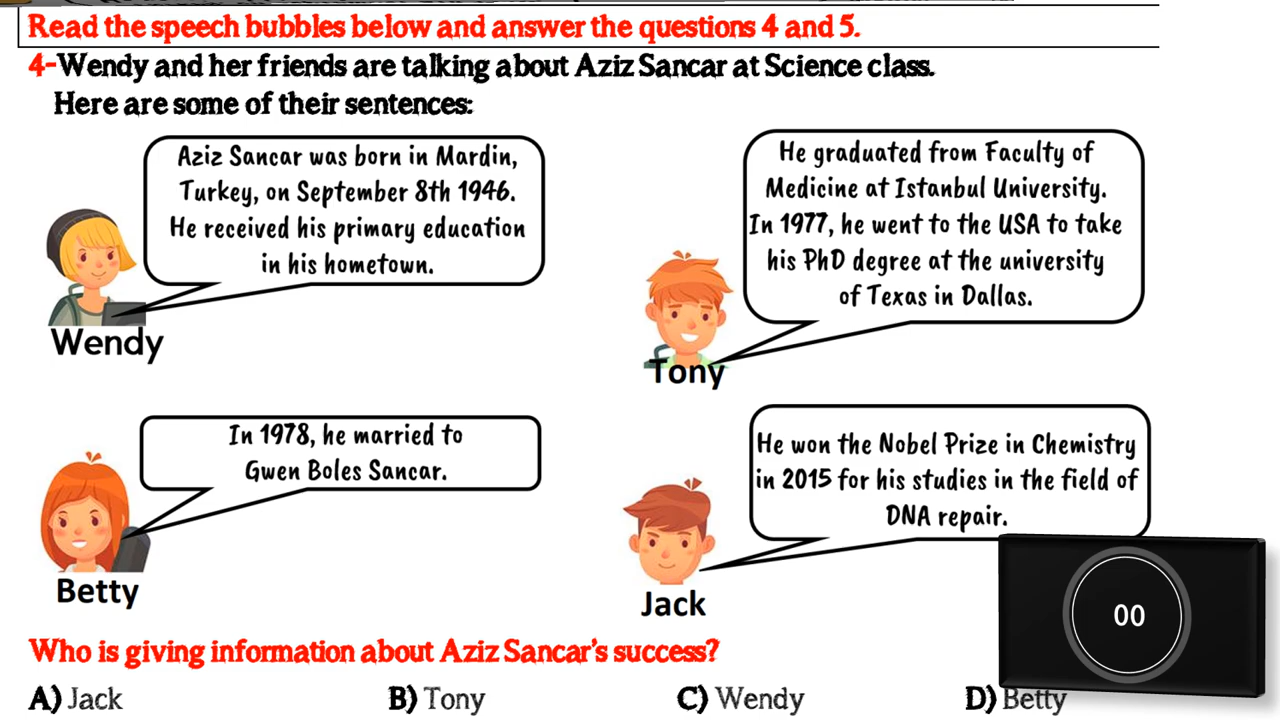 Read the speech bubbles below and answer the questions 4 and 5.
4-Wendy and her friends are talking about Aziz Sancar at Science class.
Here are some of their sentences:
Aziz Sancar was born in Mardin,
Turkey, on September 8th 1946.
He received his primary education
in his hometown.
Wendy
He graduated from Faculty of
Medicine at Istanbul University.
In 1977, he went to the USA to take
his PhD degree at the university
of Texas in Dallas.
Tony
In 1978, he married to
Gwen Boles Sancar.
Betty
He won the Nobel Prize in Chemistry
in 2015 for his studies in the field of
DNA repair.
Jack
00
Who is giving information about Aziz Sancar's success?
A) Jack B) Tony C) Wendy D) Betty